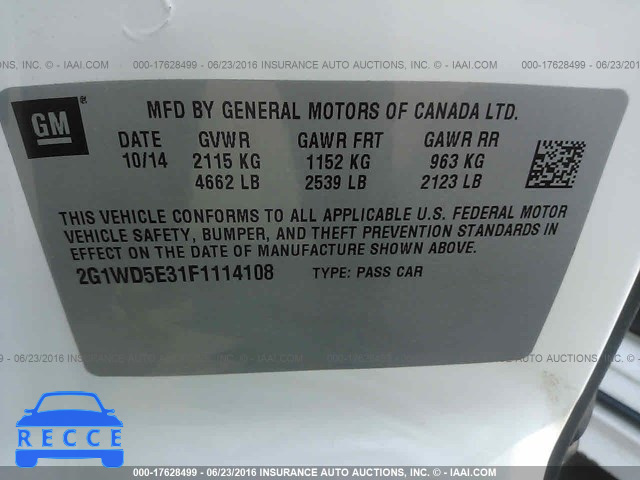 000-17628499 - 06/23/2016 INSURANCE AUTO AUCTIONS, INC. - © IAAI.COM
GM®
MFD BY GENERAL MOTORS OF CANADA LTD.
DATE GVWR GAWR FRT GAWR RR
10/14 2115 KG 1152 KG 963 KG
4662 LB 2539 LB 2123 LB
THIS VEHICLE CONFORMS TO ALL APPLICABLE U.S. FEDERAL MOTOR
VEHICLE SAFETY, BUMPER, AND THEFT PREVENTION STANDARDS IN
EFFECT ON THE DATE OF MANUFACTURE SHOWN ABOVE.
2G1WD5E31F1114108 TYPE: PASS CAR
RECCE
000-17628499 - 06/23/2016 INSURANCE AUTO AUCTIONS, INC. - © IAAI.COM